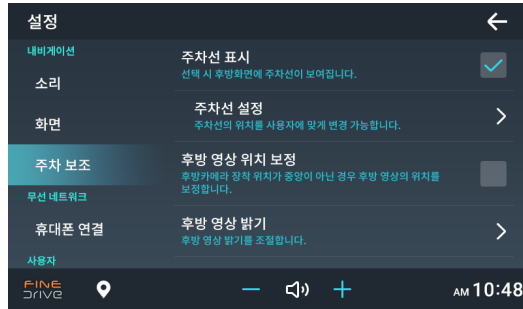 설정
내비게이션
소리
화면
주차 보조
무선 네트워크
휴대폰 연결
사용자
주차선 표시
선택 시 후방화면에 주차선이 보여집니다.
주차선 설정
주차선의 위치를 사용자에 맞게 변경 가능합니다.
후방 영상 위치 보정
후방카메라 장착 위치가 중앙이 아닌 경우 후방 영상의 위치를
보정합니다.
후방 영상 밝기
후방 영상 밝기를 조절합니다.
FINE
Drive
AM 10:48